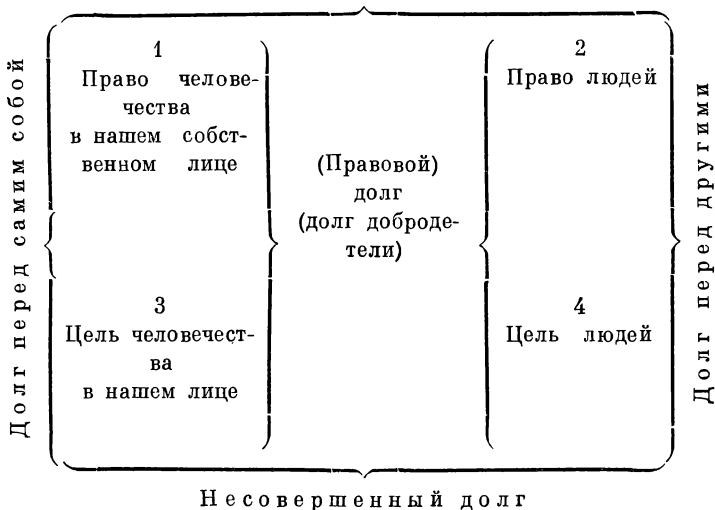 Долг перед самим собой
1
Право челове-
чества
в нашем собст-
венном лице
3
Цель человечест-
ва
в нашем лице
(Правовой)
долг
(долг доброде-
тели)
2
Право людей
4
Цель людей
Долг перед другими
Несовершенный долг